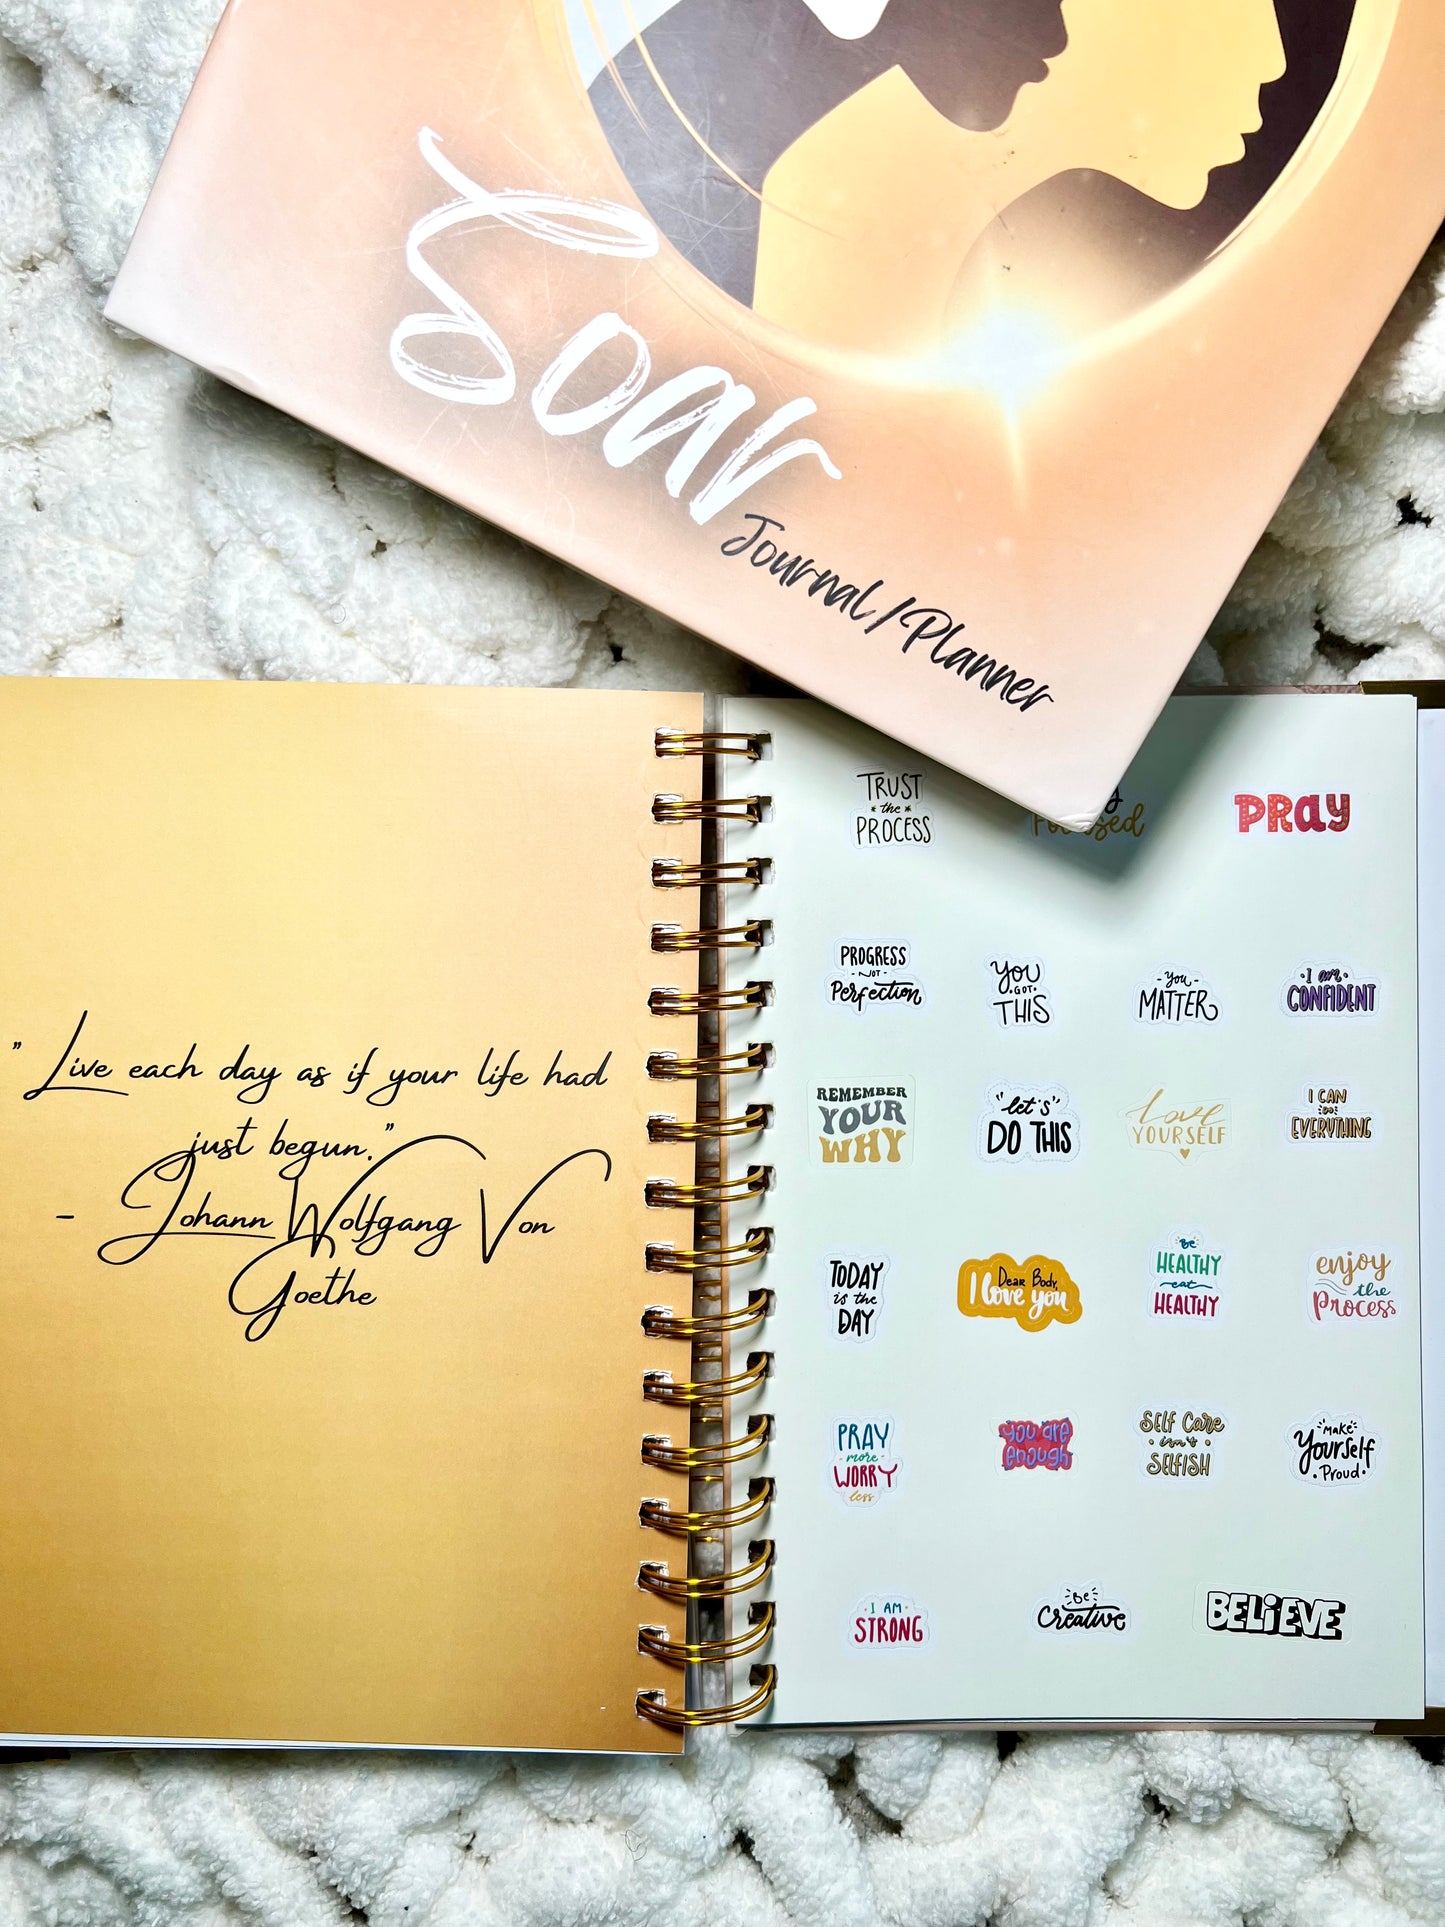 Soar
Journal/Planner
" Live each day as if your life had
just begun."
- Johann Wolfgang Von
Goethe
TRUST
the
PROCESS
PRAY
PROGRESS
- NOT -
Perfection
You
• GOT •
THIS
- You -
MATTER
• I am •
CONFIDENT
REMEMBER
YOUR
WHY
"let's"
DO THIS
Love
YOURSELF
I CAN
DO
EVERYTHING
TODAY
is the
DAY
Dear Body,
I love you
Be
HEALTHY
eat
HEALTHY
enjoy
the
Process
PRAY
- more -
WORRY
less
you are
enough
SELF Care
• isn't •
SELFISH
Make
Yourself
• Proud •
• I AM •
STRONG
Be
Creative
BELiEVE